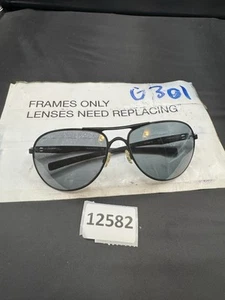 G301
FRAMES ONLY
LENSES NEED REPLACING
12582